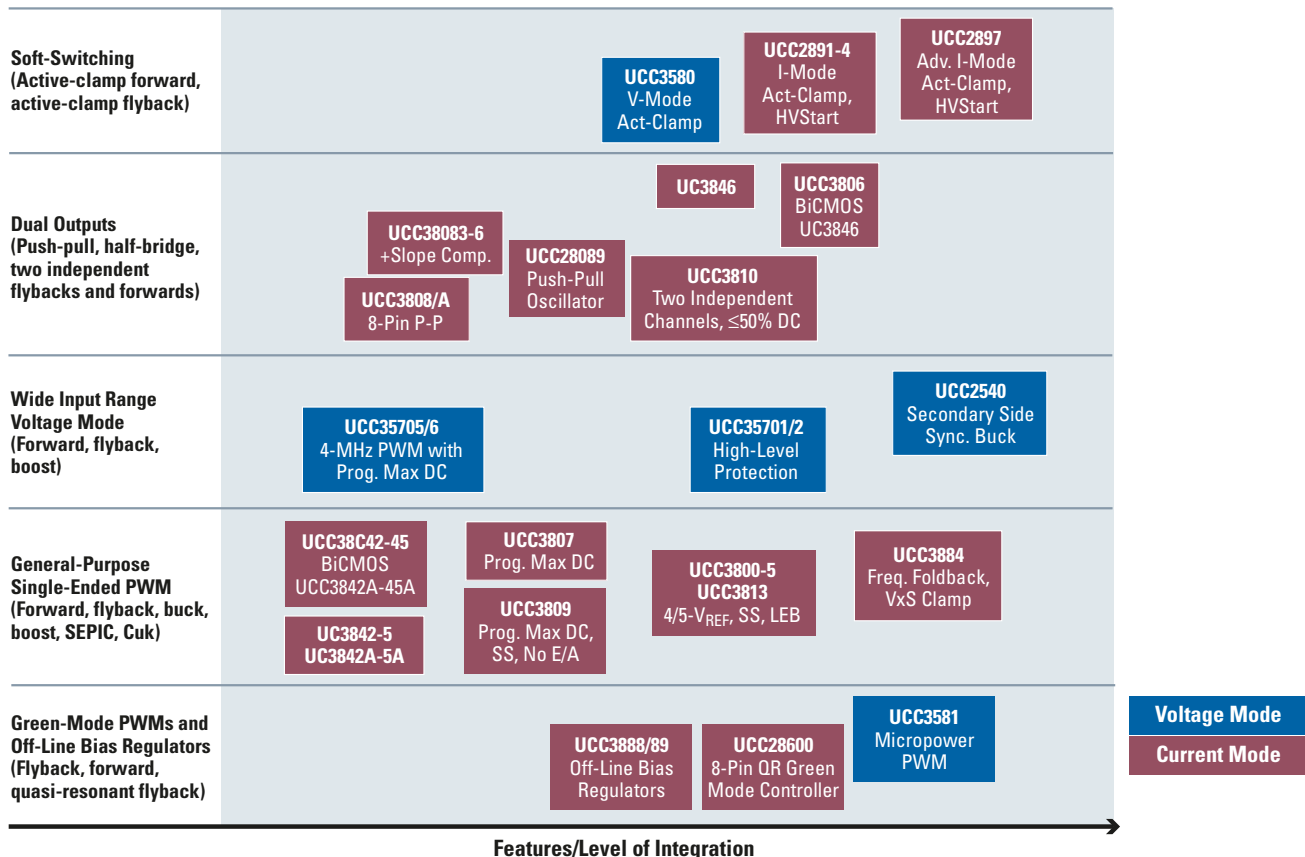 Soft-Switching
(Active-clamp forward,
active-clamp flyback)
UCC3580
V-Mode
Act-Clamp
UCC2891-4
I-Mode
Act-Clamp,
HVStart
UCC2897
Adv. I-Mode
Act-Clamp,
HVStart
Dual Outputs
(Push-pull, half-bridge,
two independent
flybacks and forwards)
UCC38083-6
+Slope Comp.
UCC3808/A
8-Pin P-P
UCC28089
Push-Pull
Oscillator
UC3846
UCC3806
BiCMOS
UC3846
UCC3810
Two Independent
Channels, ≤50% DC
Wide Input Range
Voltage Mode
(Forward, flyback,
boost)
UCC35705/6
4-MHz PWM with
Prog. Max DC
UCC35701/2
High-Level
Protection
UCC2540
Secondary Side
Sync. Buck
General-Purpose
Single-Ended PWM
(Forward, flyback, buck,
boost, SEPIC, Cuk)
UCC38C42-45
BiCMOS
UCC3842A-45A
UC3842-5
UC3842A-5A
UCC3807
Prog. Max DC
UCC3809
Prog. Max DC,
SS, No E/A
UCC3800-5
UCC3813
4/5-VREF, SS, LEB
UCC3884
Freq. Foldback,
VxS Clamp
Green-Mode PWMs and
Off-Line Bias Regulators
(Flyback, forward,
quasi-resonant flyback)
UCC3888/89
Off-Line Bias
Regulators
UCC28600
8-Pin QR Green
Mode Controller
UCC3581
Micropower
PWM
Voltage Mode
Current Mode
Features/Level of Integration